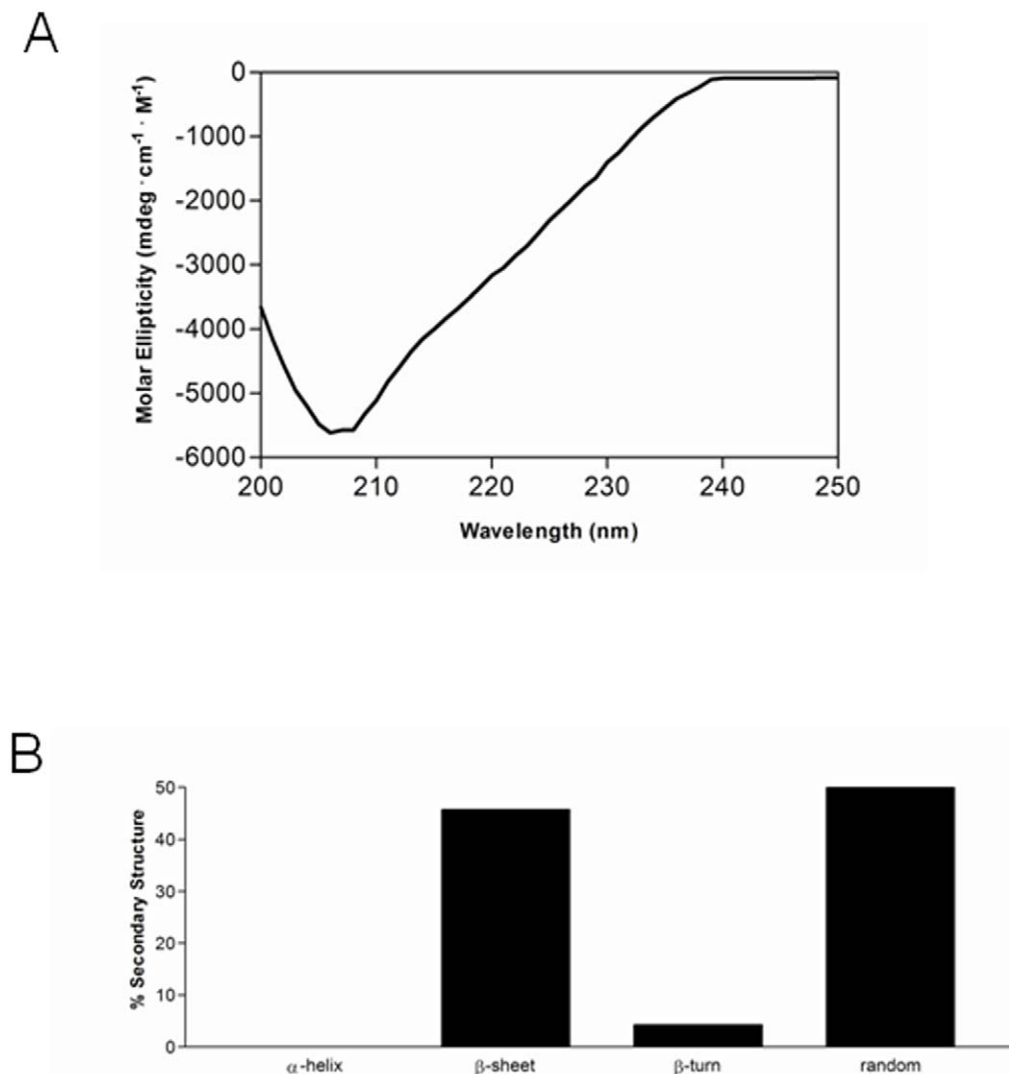 A
Molar Ellipticity (mdeg · cm-1 · M-1)
0
-1000
-2000
-3000
-4000
-5000
-6000
200 210 220 230 240 250
Wavelength (nm)
B
% Secondary Structure
50
40
30
20
10
0
α-helix β-sheet β-turn random